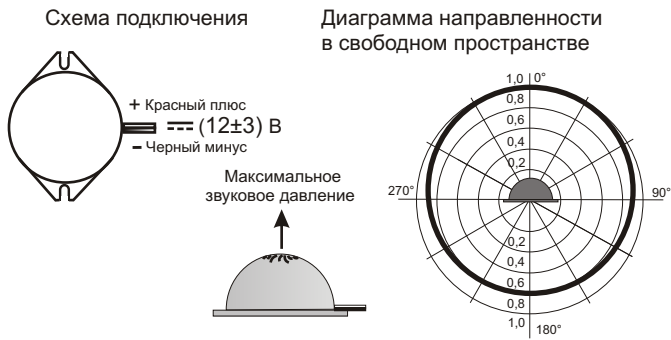 Схема подключения
+ Красный плюс
(12±3) В
- Черный минус
Максимальное
звуковое давление
Диаграмма направленности
в свободном пространстве
1,0 0°
0,8
0,6
0,4
0,2
270° 90°
0,2
0,4
0,6
0,8
1,0 180°